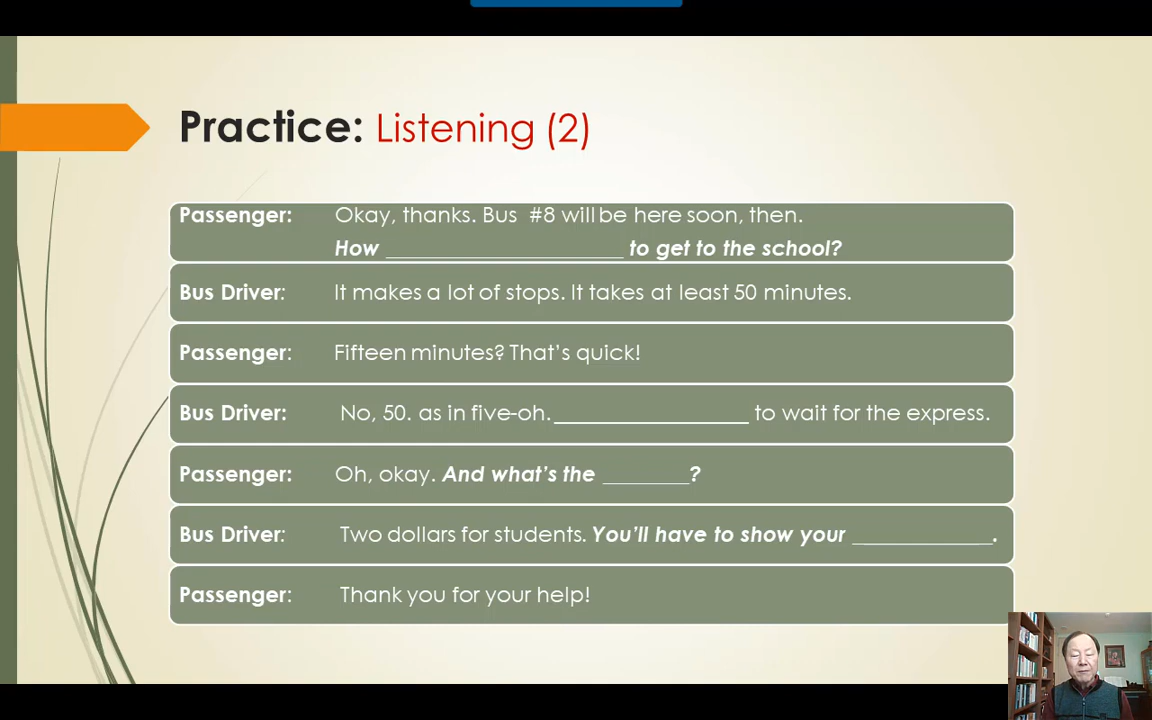 Practice: Listening (2)
Passenger: Okay, thanks. Bus #8 will be here soon, then.
How ____________________ to get to the school?
Bus Driver: It makes a lot of stops. It takes at least 50 minutes.
Passenger: Fifteen minutes? That's quick!
Bus Driver: No, 50. as in five-oh. _________________ to wait for the express.
Passenger: Oh, okay. And what's the _______?
Bus Driver: Two dollars for students. You'll have to show your ____________.
Passenger: Thank you for your help!